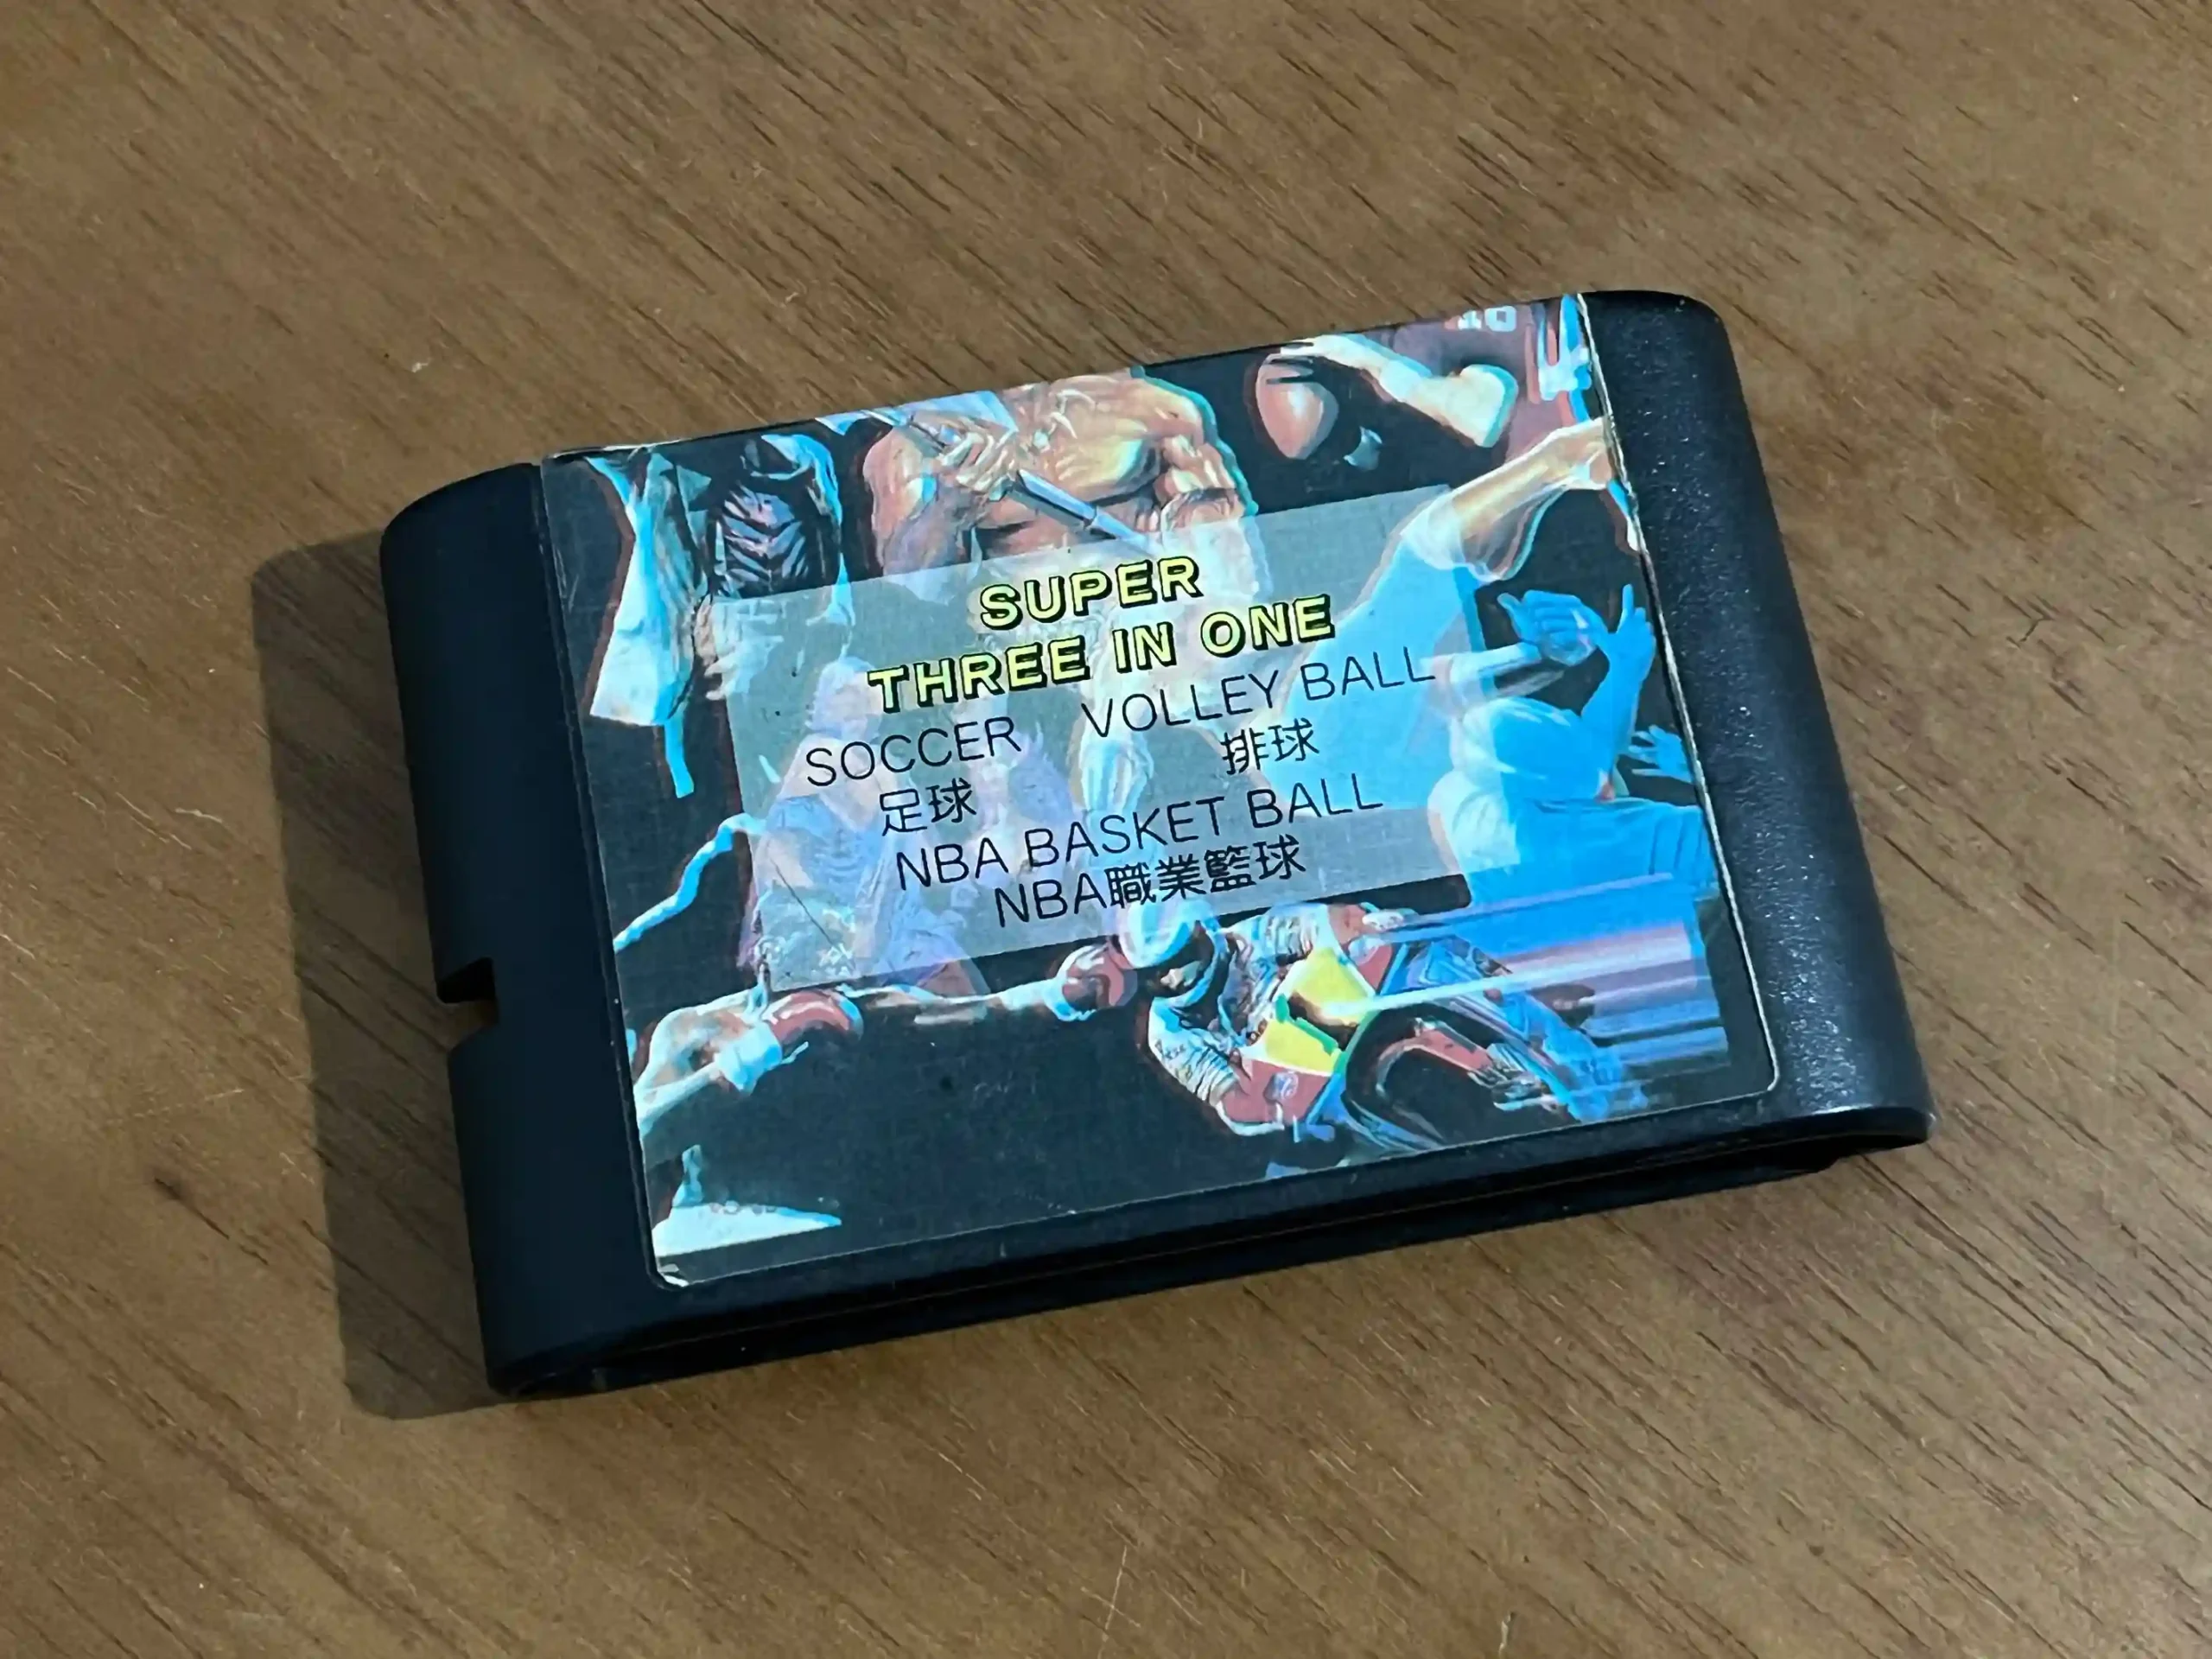 SUPER
THREE IN ONE
SOCCER VOLLEY BALL
足球 排球
NBA BASKET BALL
NBA職業籃球